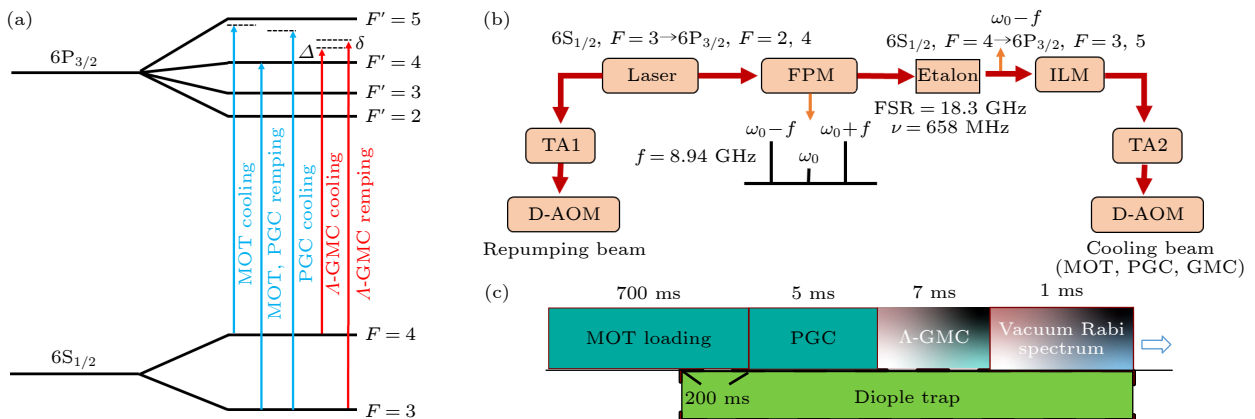 (a)
6P3/2
F′ = 5
F′ = 4
F′ = 3
F′ = 2
Δ
δ
MOT cooling
MOT, PGC remping
PGC cooling
Λ-GMC cooling
Λ-GMC remping
6S1/2
F = 4
F = 3
(b)
6S1/2, F = 3→6P3/2, F = 2, 4
ω0−f
6S1/2, F = 4→6P3/2, F = 3, 5
Laser
FPM
Etalon
ILM
FSR = 18.3 GHz
ν = 658 MHz
TA1
f = 8.94 GHz
ω0−f
ω0
ω0+f
TA2
D-AOM
Repumping beam
D-AOM
Cooling beam
(MOT, PGC, GMC)
(c)
700 ms
5 ms
7 ms
1 ms
MOT loading
PGC
Λ-GMC
Vacuum Rabi
spectrum
200 ms
Diople trap